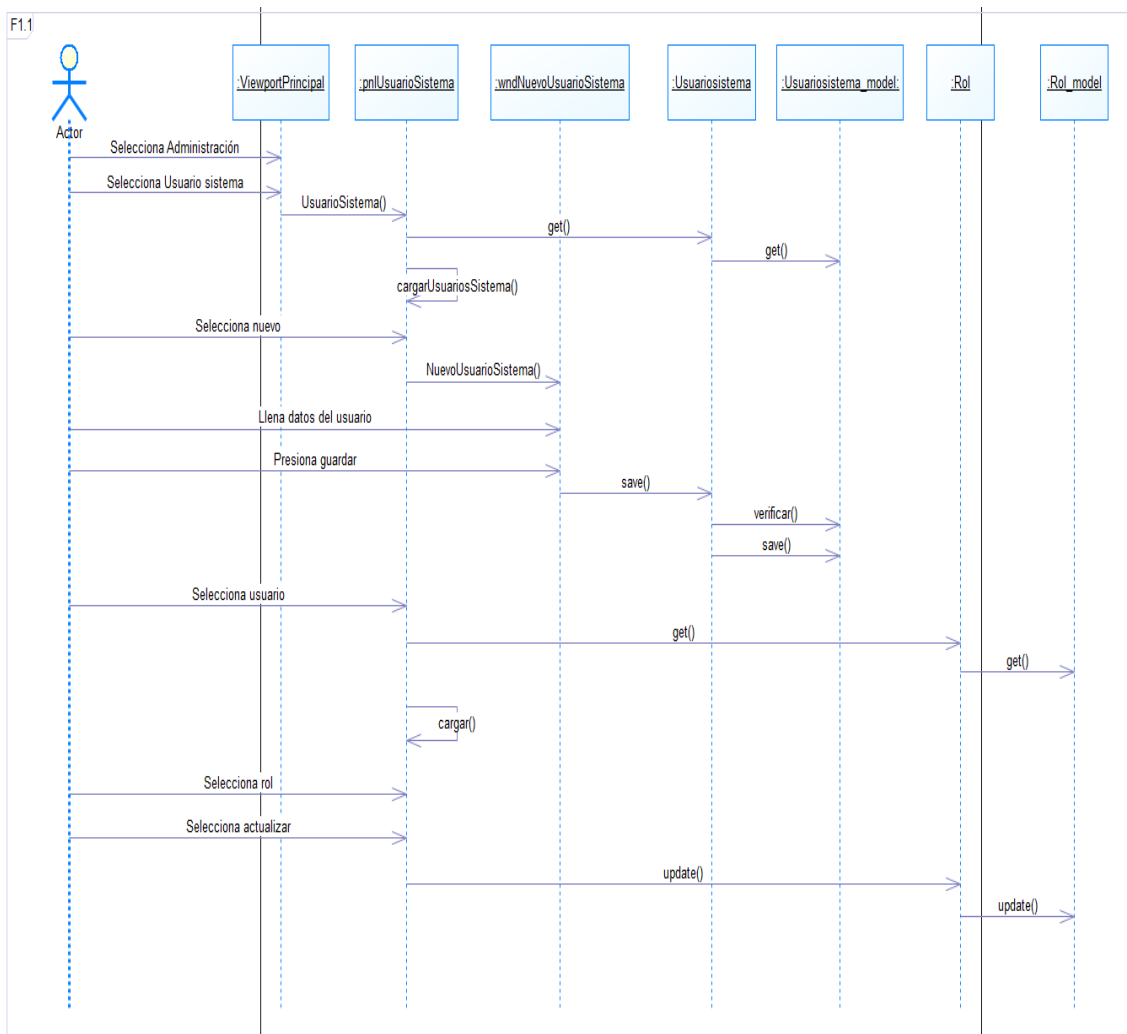 F1.1
:ViewportPrincipal
:pnlUsuarioSistema
:wndNuevoUsuarioSistema
:Usuariosistema
:Usuariosistema_model:
:Rol
:Rol_model
Actor
Selecciona Administración
Selecciona Usuario sistema
UsuarioSistema()
get()
get()
cargarUsuariosSistema()
Selecciona nuevo
NuevoUsuarioSistema()
Llena datos del usuario
Presiona guardar
save()
verificar()
save()
Selecciona usuario
get()
get()
cargar()
Selecciona rol
Selecciona actualizar
update()
update()